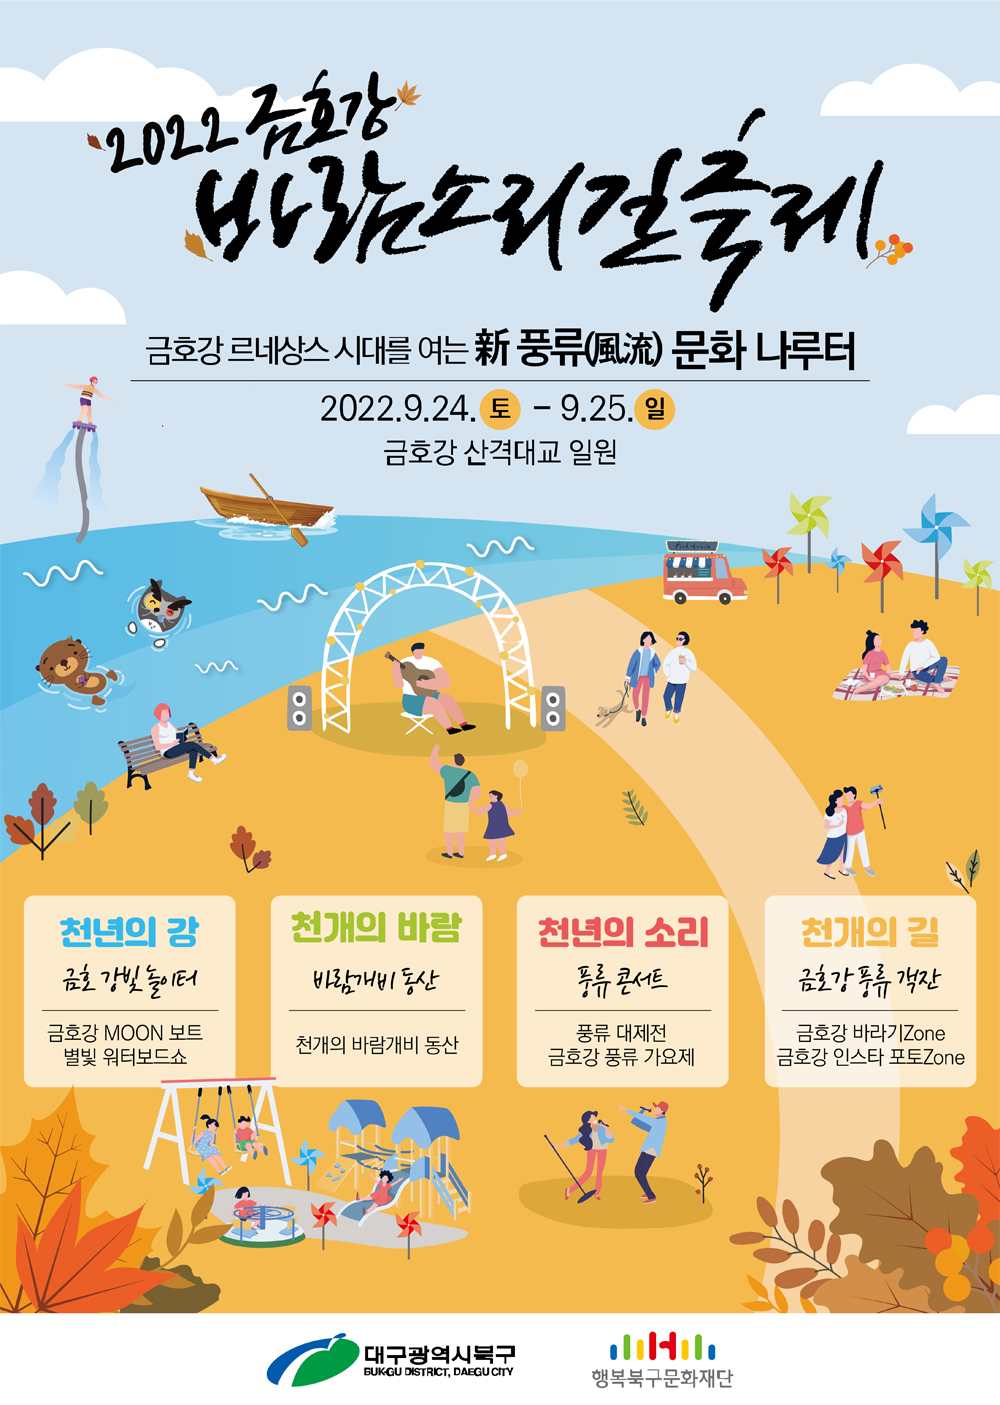 2022 금호강
바람소리길축제
금호강 르네상스 시대를 여는 新 풍류(風流) 문화 나루터
2022.9.24. 토 - 9.25. 일
금호강 산격대교 일원
천년의 강
금호 강빛 놀이터
금호강 MOON 보트
별빛 워터보드쇼
천개의 바람
바람개비 동산
천개의 바람개비 동산
천년의 소리
풍류 콘서트
풍류 대제전
금호강 풍류 가요제
천개의 길
금호강 풍류 객잔
금호강 바라기Zone
금호강 인스타 포토Zone
대구광역시북구
BUK-GU DISTRICT, DAEGU CITY
행복북구문화재단